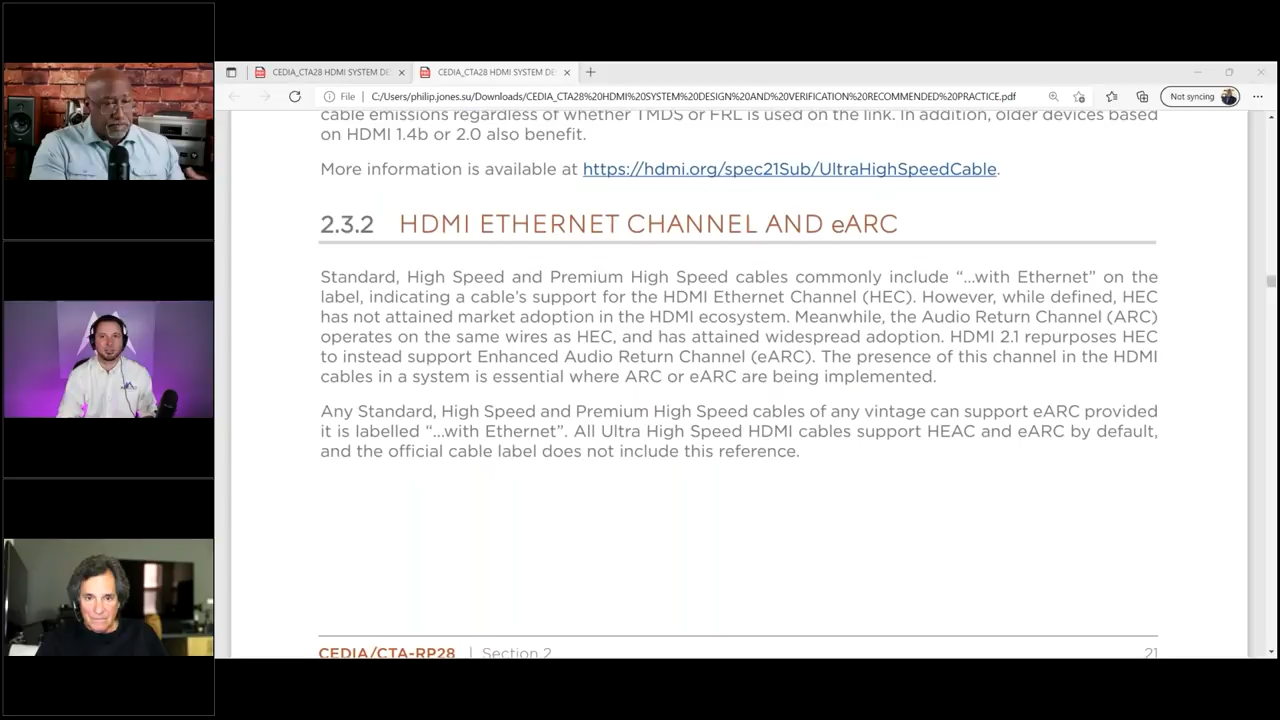 CEDIA_CTA28 HDMI SYSTEM DE
CEDIA_CTA28 HDMI SYSTEM DE
File
C:/Users/philip.jones.su/Downloads/CEDIA_CTA28%20HDMI%20SYSTEM%20DESIGN%20AND%20VERIFICATION%20RECOMMENDED%20PRACTICE.pdf
Not syncing
cable emissions regardless of whether TMDS or FRL is used on the link. In addition, older devices based
on HDMI 1.4b or 2.0 also benefit.
More information is available at https://hdmi.org/spec21Sub/UltraHighSpeedCable.
2.3.2 HDMI ETHERNET CHANNEL AND eARC
Standard, High Speed and Premium High Speed cables commonly include “...with Ethernet” on the
label, indicating a cable’s support for the HDMI Ethernet Channel (HEC). However, while defined, HEC
has not attained market adoption in the HDMI ecosystem. Meanwhile, the Audio Return Channel (ARC)
operates on the same wires as HEC, and has attained widespread adoption. HDMI 2.1 repurposes HEC
to instead support Enhanced Audio Return Channel (eARC). The presence of this channel in the HDMI
cables in a system is essential where ARC or eARC are being implemented.
Any Standard, High Speed and Premium High Speed cables of any vintage can support eARC provided
it is labelled “...with Ethernet”. All Ultra High Speed HDMI cables support HEAC and eARC by default,
and the official cable label does not include this reference.
CEDIA/CTA-RP28 | Section 2 21